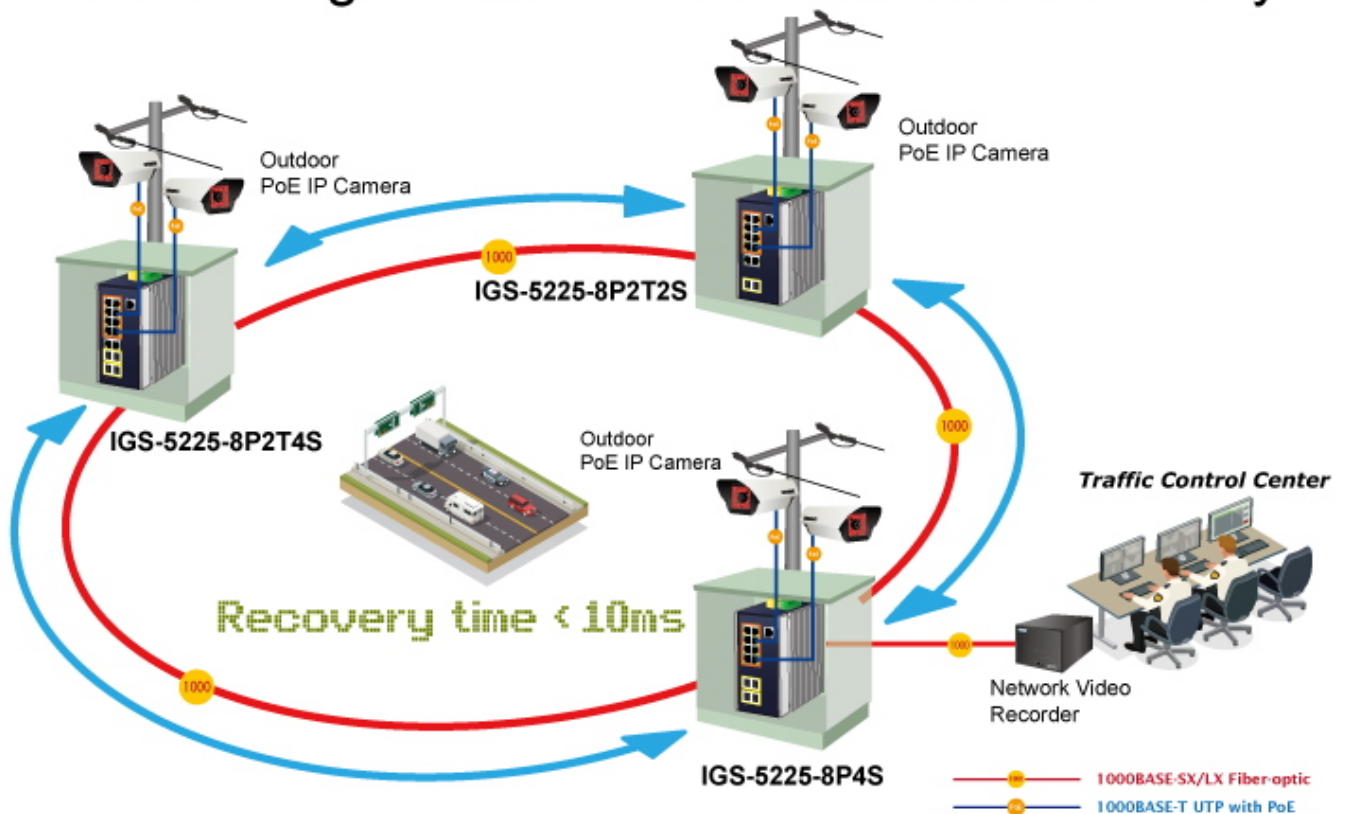 Outdoor
PoE IP Camera
Outdoor
PoE IP Camera
1000
IGS-5225-8P2T2S
IGS-5225-8P2T4S
1000
Outdoor
PoE IP Camera
Traffic Control Center
Recovery time < 10ms
1000
1000
Network Video
Recorder
IGS-5225-8P4S
1000 1000BASE-SX/LX Fiber-optic
PoE 1000BASE-T UTP with PoE